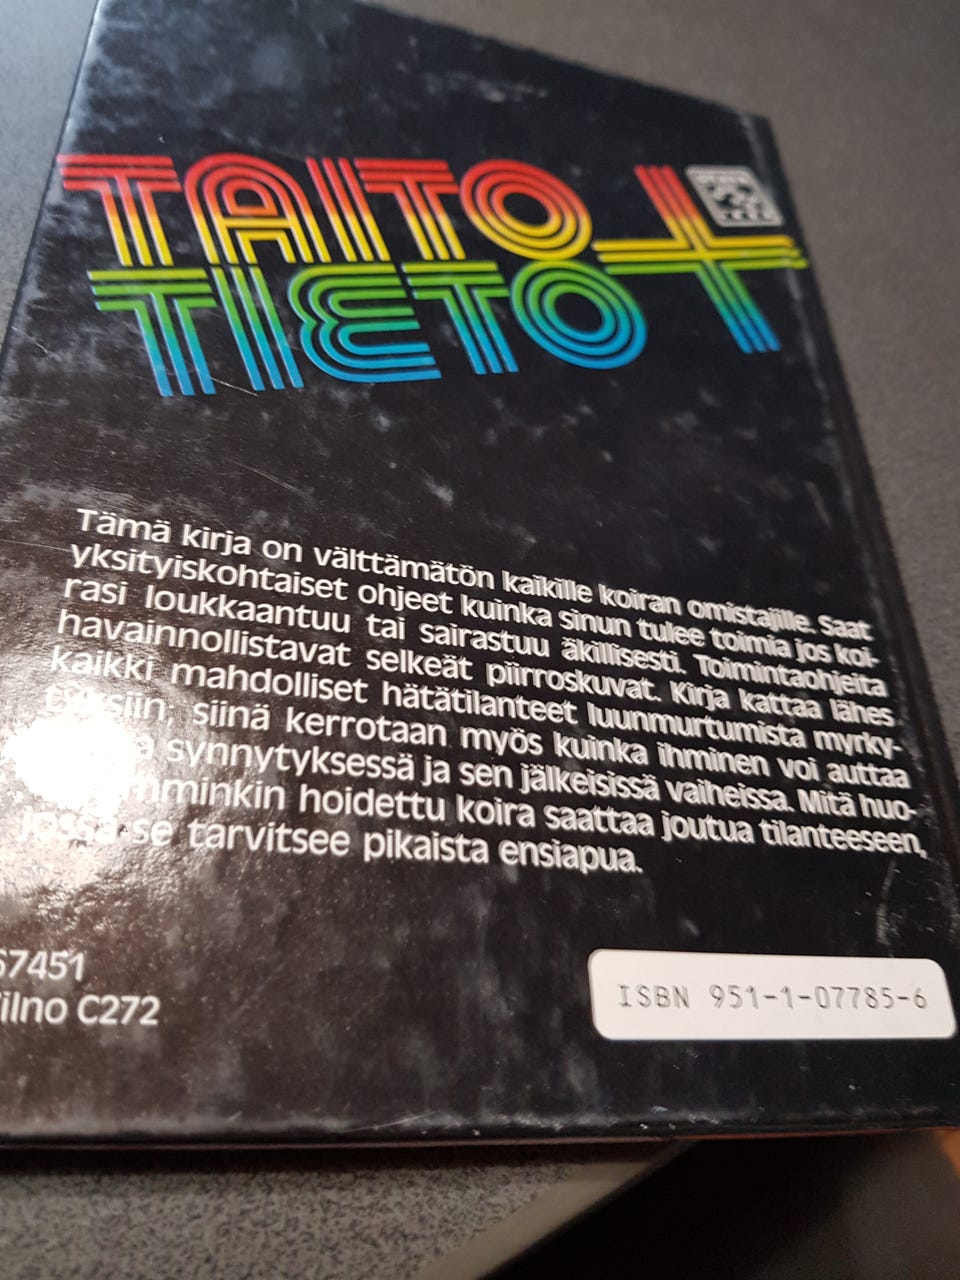 TAITO
TIETO +
Tämä kirja on välttämätön kaikille koiran omistajille. Saat
yksityiskohtaiset ohjeet kuinka sinun tulee toimia jos koi-
rasi loukkaantuu tai sairastuu äkillisesti. Toimintaohjeita
havainnollistavat selkeät piirroskuvat. Kirja kattaa lähes
kaikki mahdolliset hätätilanteet luunmurtumista myrky-
tyksiin, siinä kerrotaan myös kuinka ihminen voi auttaa
synnytyksessä ja sen jälkeisissä vaiheissa. Mitä huo-
hoidettu koira saattaa joutua tilanteeseen,
jossa se tarvitsee pikaista ensiapua.
67451
ilno C272
ISBN 951-1-07785-6